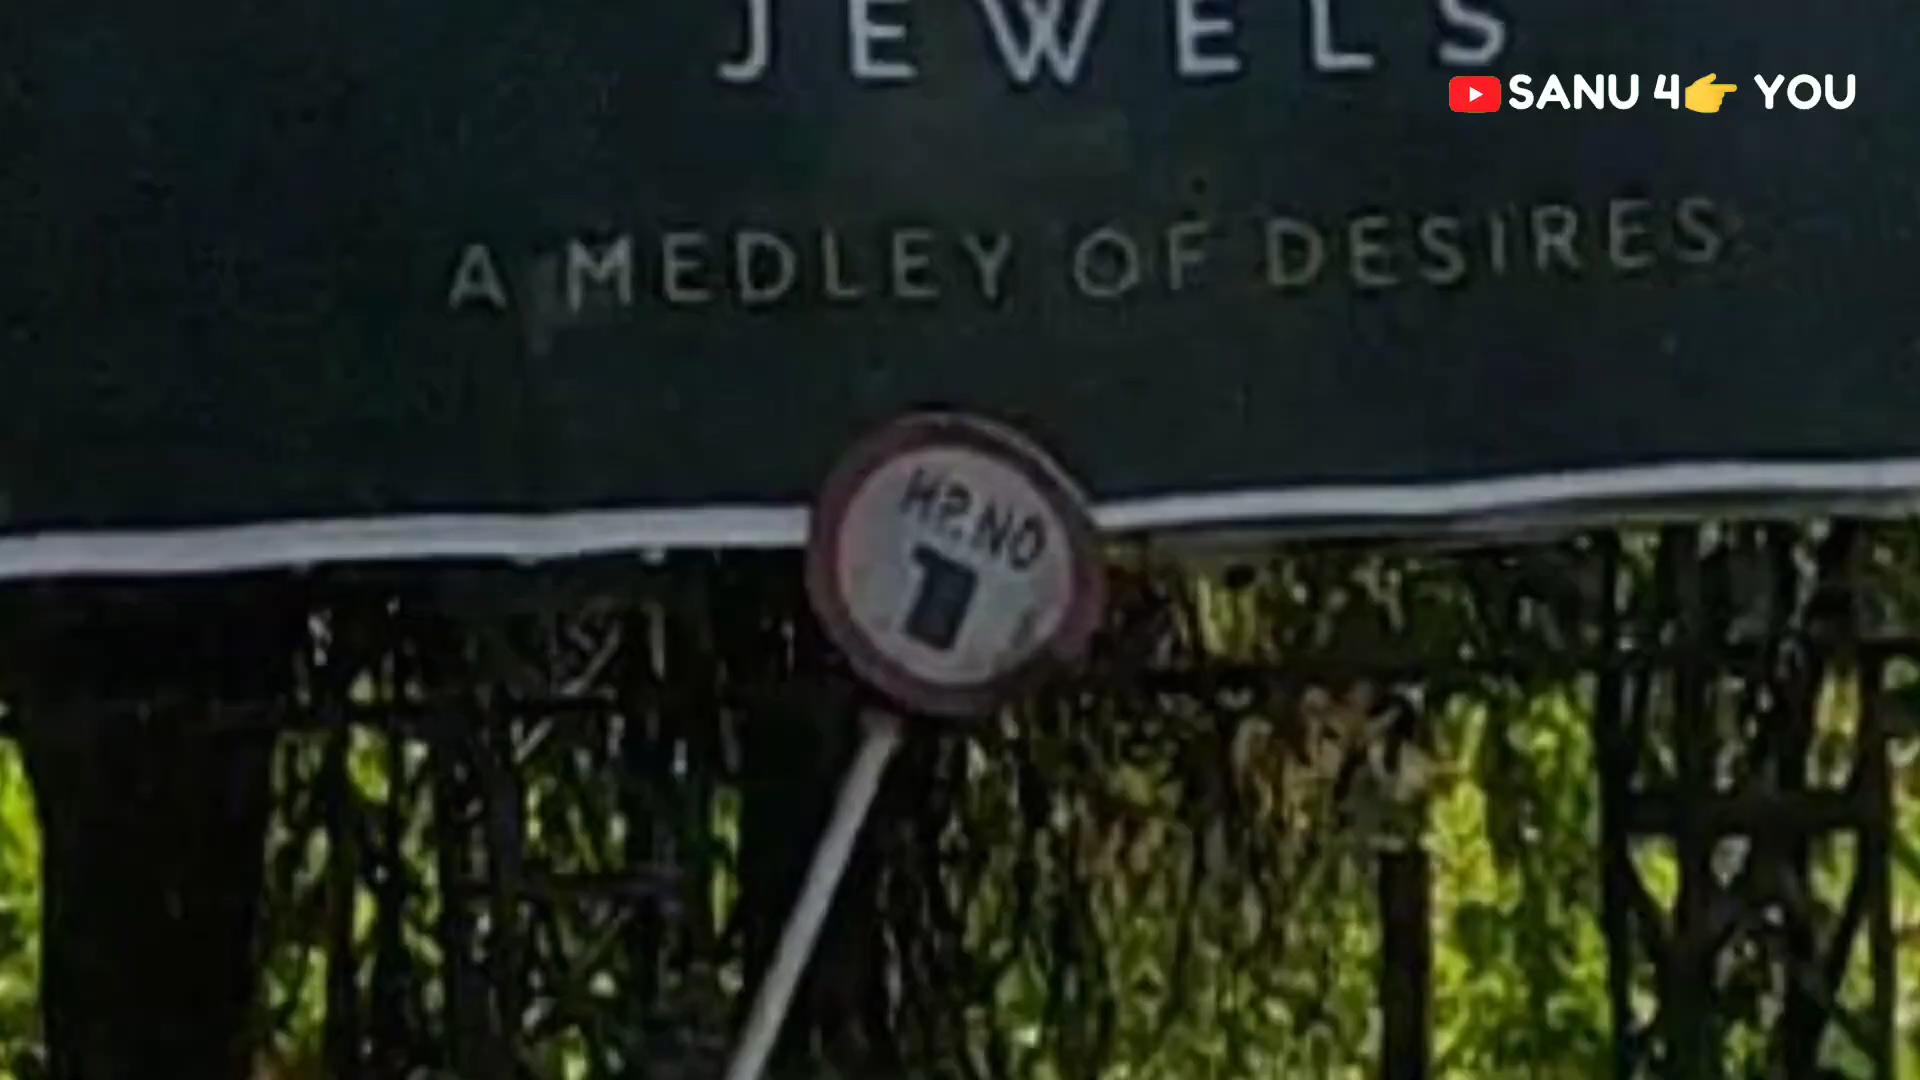 JEWELS
SANU 4👉 YOU
A MEDLEY OF DESIRES
HP.NO
1